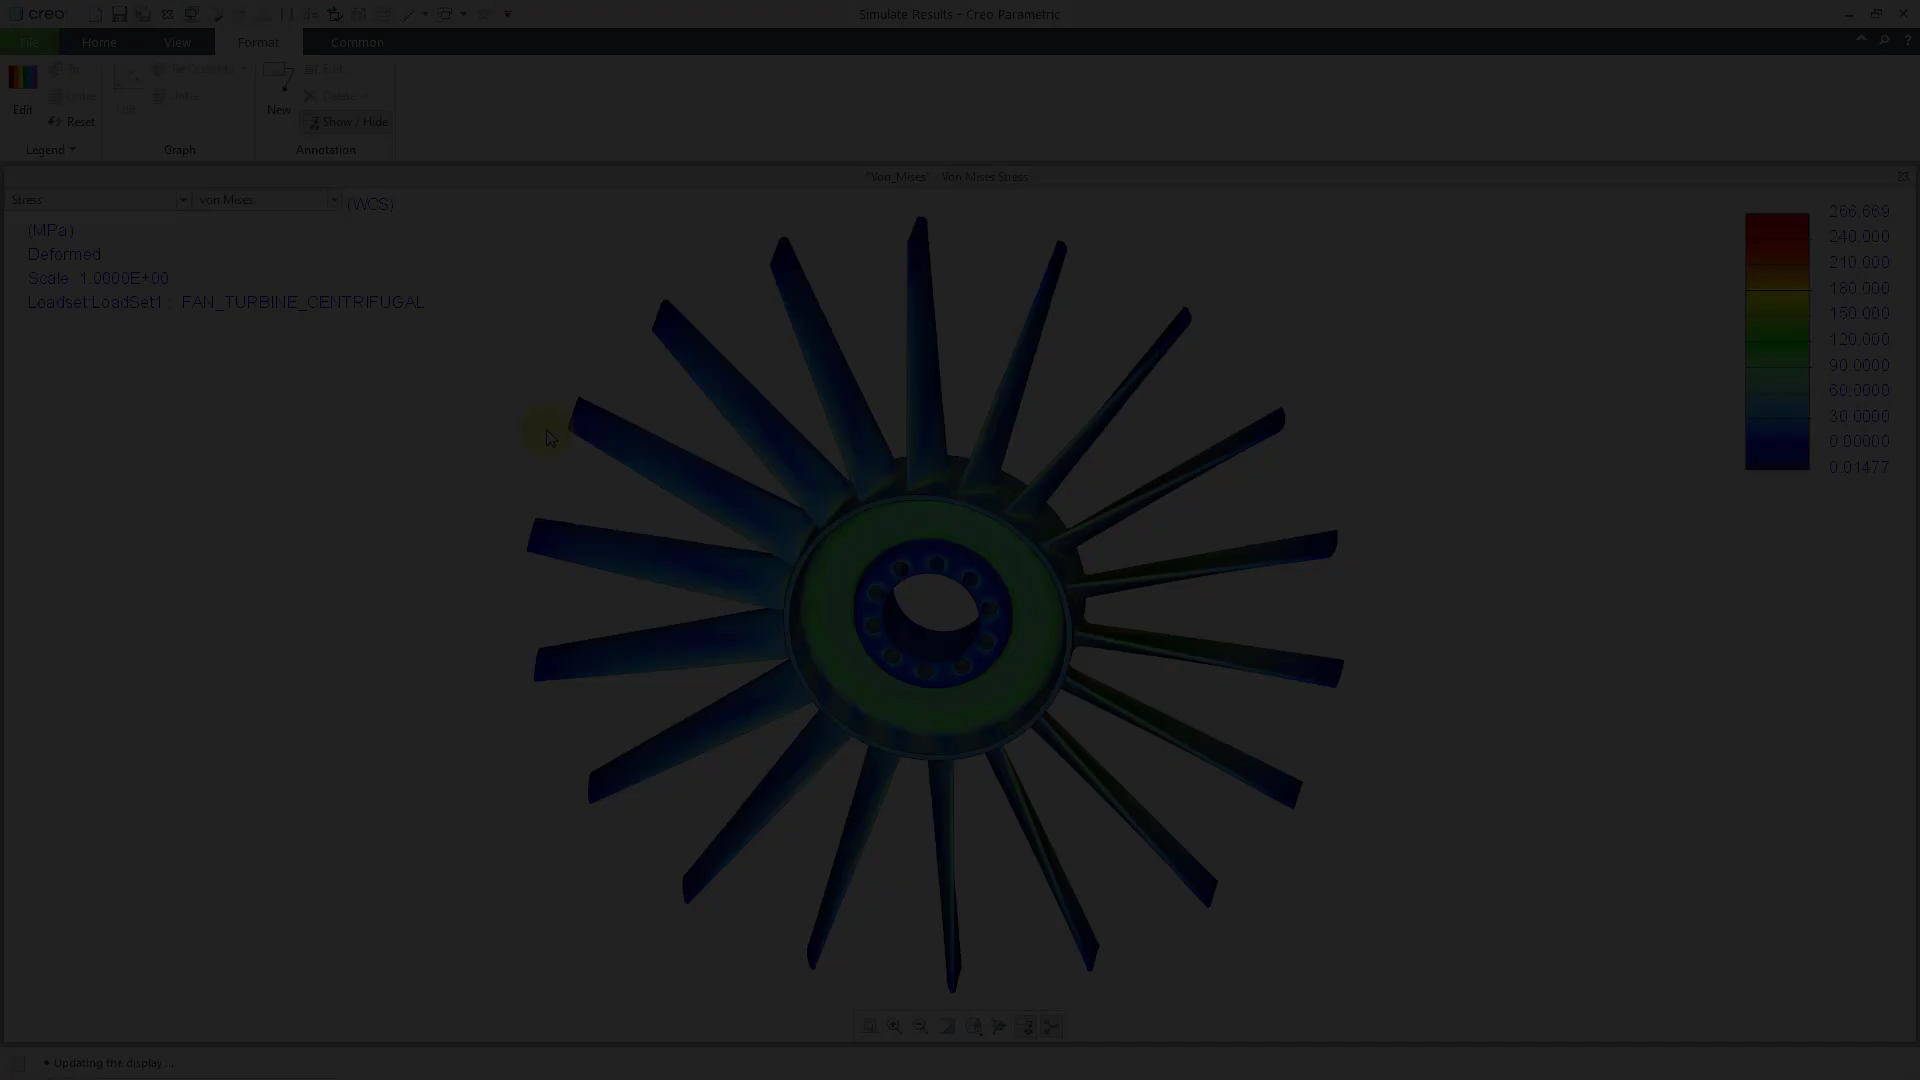 creo
Simulate Results - Creo Parametric
File
Home
View
Format
Common
Edit
Reset
Legend
Edit
Graph
New
Edit
Delete
Show / Hide
Annotation
"Von_Mises" - Von Mises Stress
Stress
von Mises
(WCS)
(MPa)
Deformed
Scale 1.0000E+00
Loadset:LoadSet1 : FAN_TURBINE_CENTRIFUGAL
266.669
240.000
210.000
180.000
150.000
120.000
90.0000
60.0000
30.0000
0.00000
0.01477
Updating the display ...